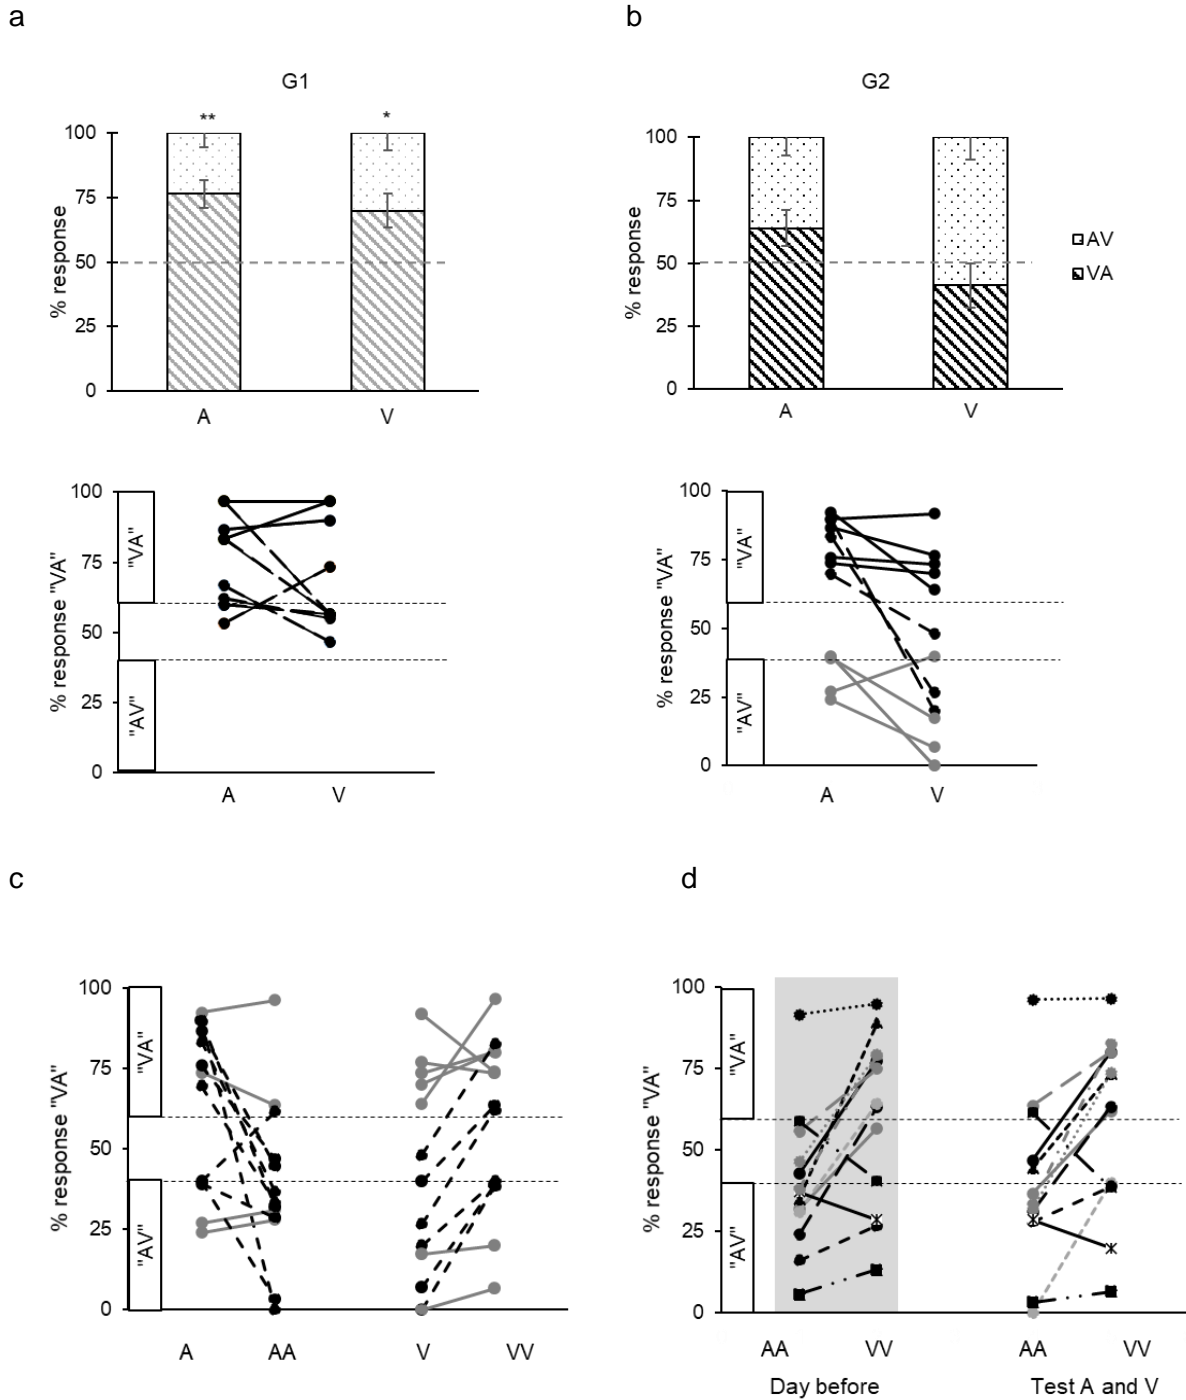 a
b
G1
G2
**
*
% response
100
75
50
25
0
A
V
% response
100
75
50
25
0
A
V
AV
VA
% response "VA"
100
75
50
25
0
"VA"
"AV"
A
V
% response "VA"
100
75
50
25
0
"VA"
"AV"
A
V
c
d
% response "VA"
100
75
50
25
0
"VA"
"AV"
A
AA
V
VV
% response "VA"
100
75
50
25
0
"VA"
"AV"
AA
VV
AA
VV
Day before
Test A and V